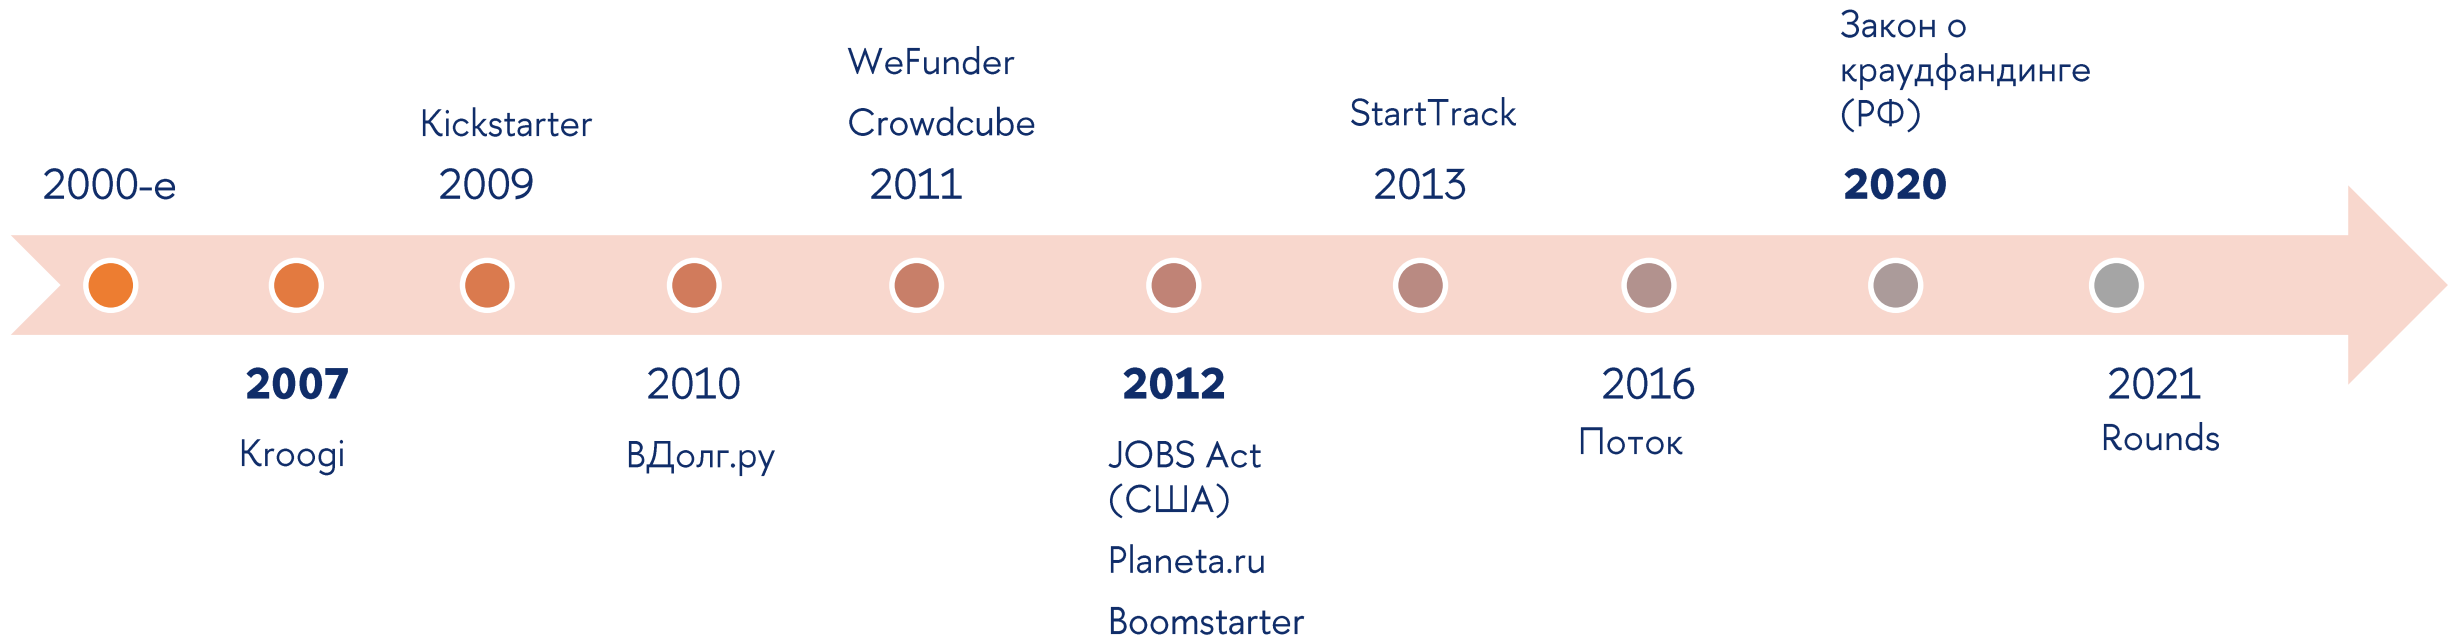 2000-е
2007
Kroogi
Kickstarter
2009
2010
ВДолг.ру
WeFunder
Crowdcube
2011
2012
JOBS Act
(США)
Planeta.ru
Boomstarter
StartTrack
2013
2016
Поток
Закон о
краудфандинге
(РФ)
2020
2021
Rounds